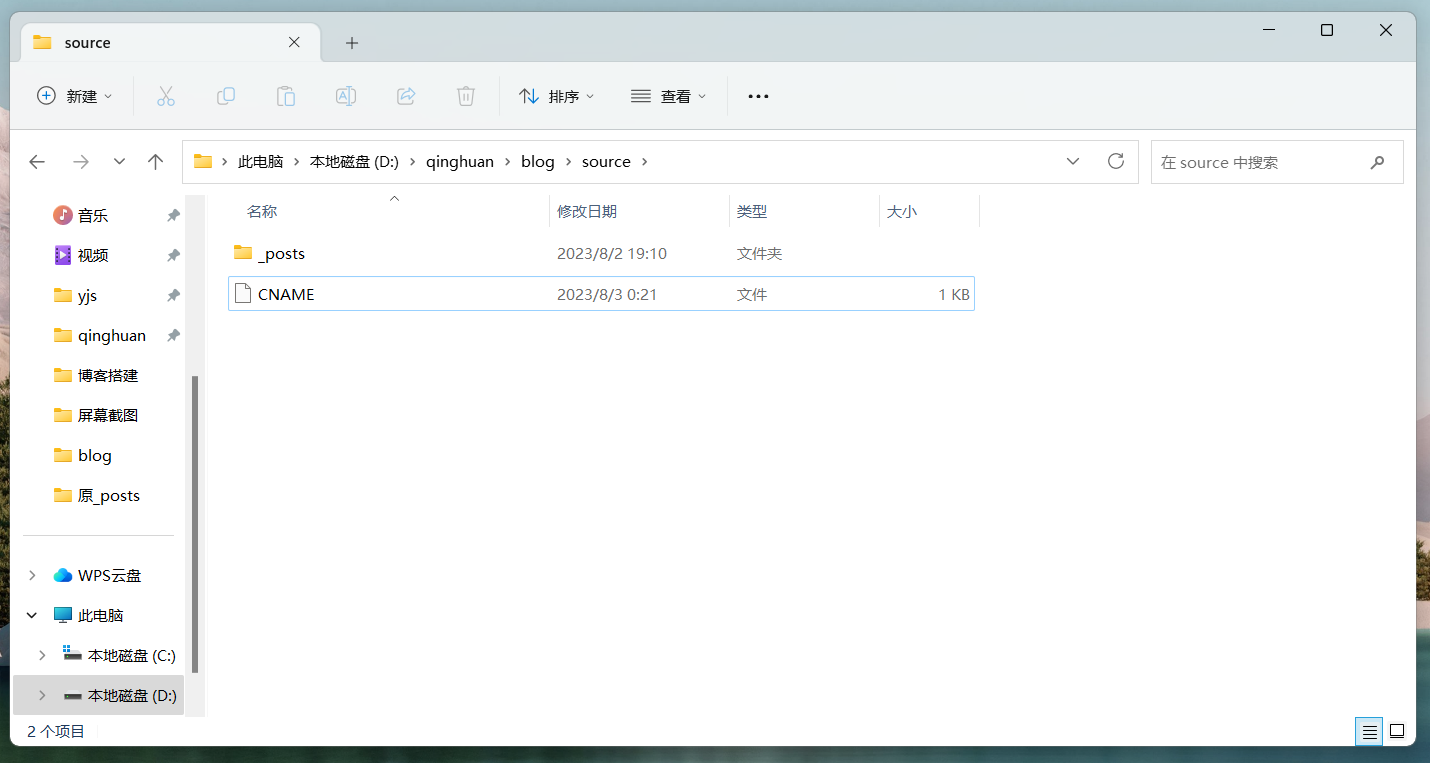 source
新建
排序
查看
此电脑 本地磁盘 (D:) qinghuan blog source
在 source 中搜索
音乐
视频
yjs
qinghuan
博客搭建
屏幕截图
blog
原_posts
WPS云盘
此电脑
本地磁盘 (C:)
本地磁盘 (D:)
名称 修改日期 类型 大小
_posts 2023/8/2 19:10 文件夹
CNAME 2023/8/3 0:21 文件 1 KB
2 个项目